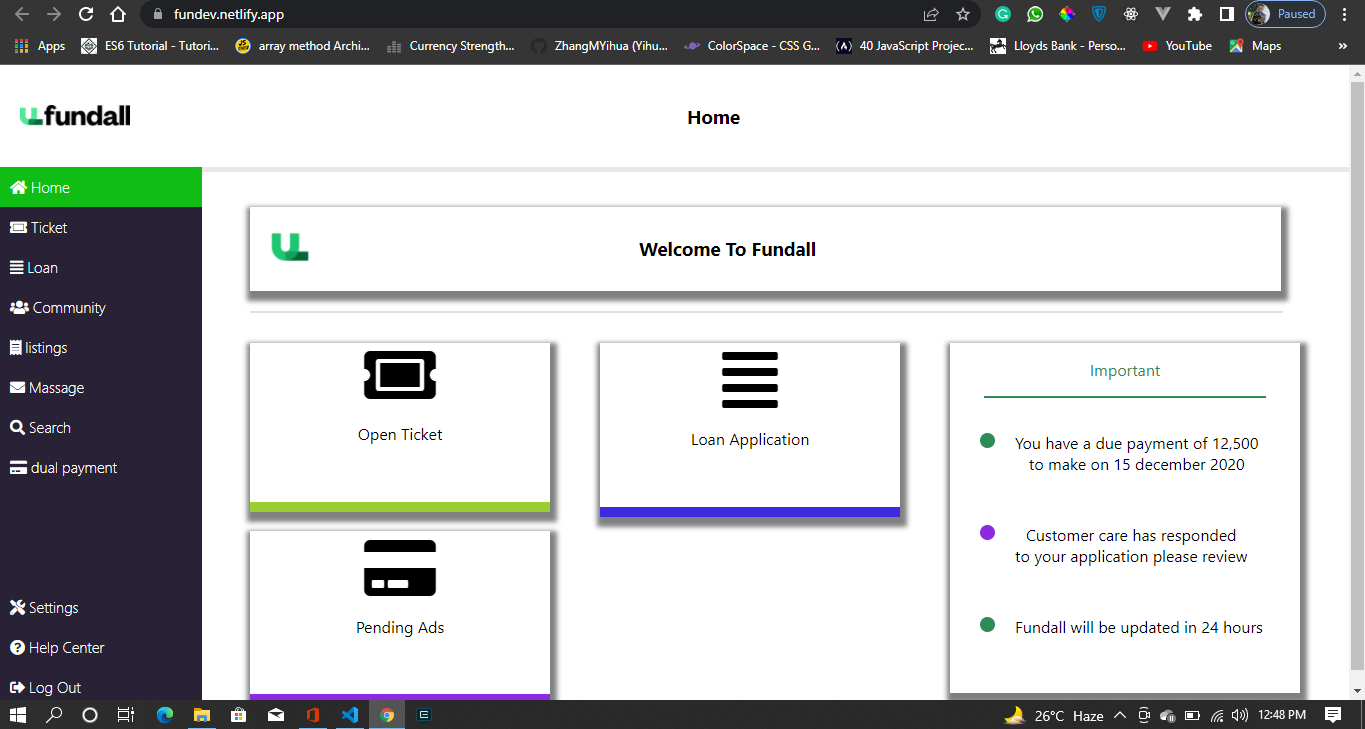 fundev.netlify.app
Paused
Apps
ES6 Tutorial - Tutori...
array method Archi...
Currency Strength...
ZhangMYihua (Yihu...
ColorSpace - CSS G...
40 JavaScript Projec...
Lloyds Bank - Perso...
YouTube
Maps
»
fundall
Home
Home
Ticket
Loan
Community
listings
Massage
Search
dual payment
Settings
Help Center
Log Out
Welcome To Fundall
Open Ticket
Loan Application
Pending Ads
Important
You have a due payment of 12,500
to make on 15 december 2020
Customer care has responded
to your application please review
Fundall will be updated in 24 hours
26°C Haze
12:48 PM